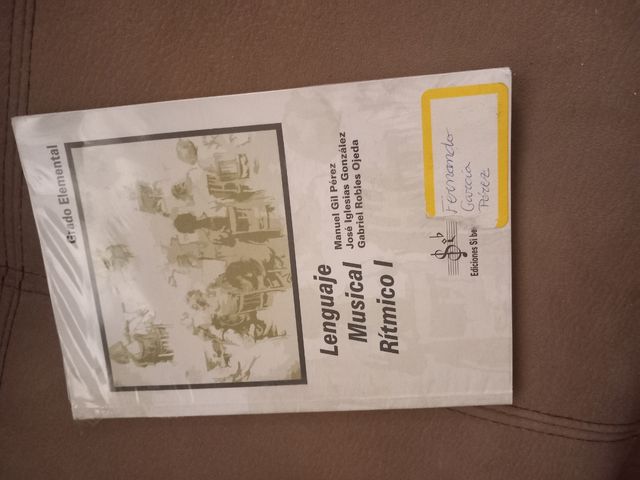 Grado Elemental
Manuel Gil Pérez
José Iglesias González
Gabriel Robles Ojeda
Lenguaje
Musical
Rítmico I
Ediciones Si be
Fernando
García
Pérez